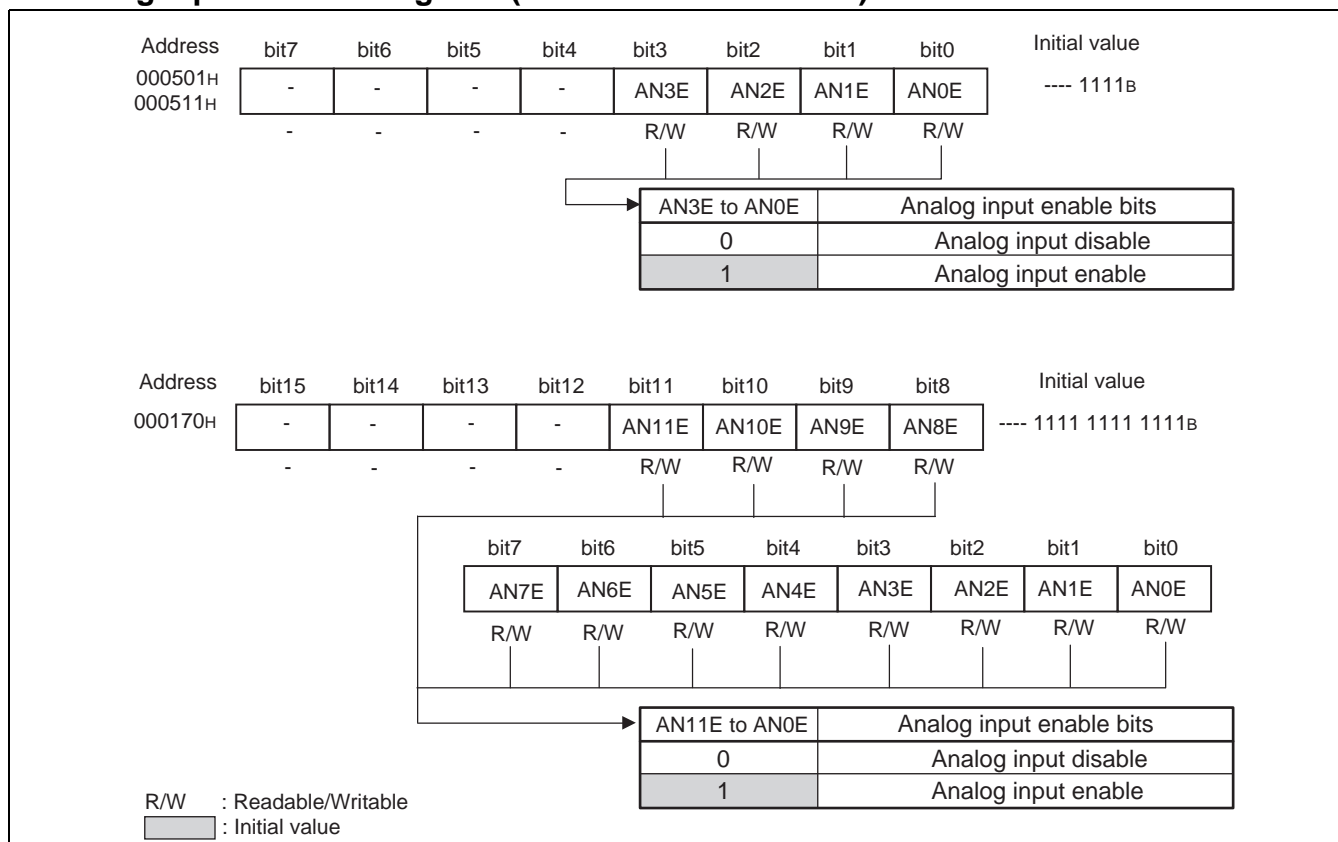 Address bit7 bit6 bit5 bit4 bit3 bit2 bit1 bit0 Initial value
000501H
000511H
- - - - AN3E AN2E AN1E AN0E ---- 1111B
- - - - R/W R/W R/W R/W
AN3E to AN0E Analog input enable bits
0 Analog input disable
1 Analog input enable
Address bit15 bit14 bit13 bit12 bit11 bit10 bit9 bit8 Initial value
000170H - - - - AN11E AN10E AN9E AN8E ---- 1111 1111 1111B
- - - - R/W R/W R/W R/W
bit7 bit6 bit5 bit4 bit3 bit2 bit1 bit0
AN7E AN6E AN5E AN4E AN3E AN2E AN1E AN0E
R/W R/W R/W R/W R/W R/W R/W R/W
AN11E to AN0E Analog input enable bits
0 Analog input disable
1 Analog input enable
R/W : Readable/Writable
: Initial value